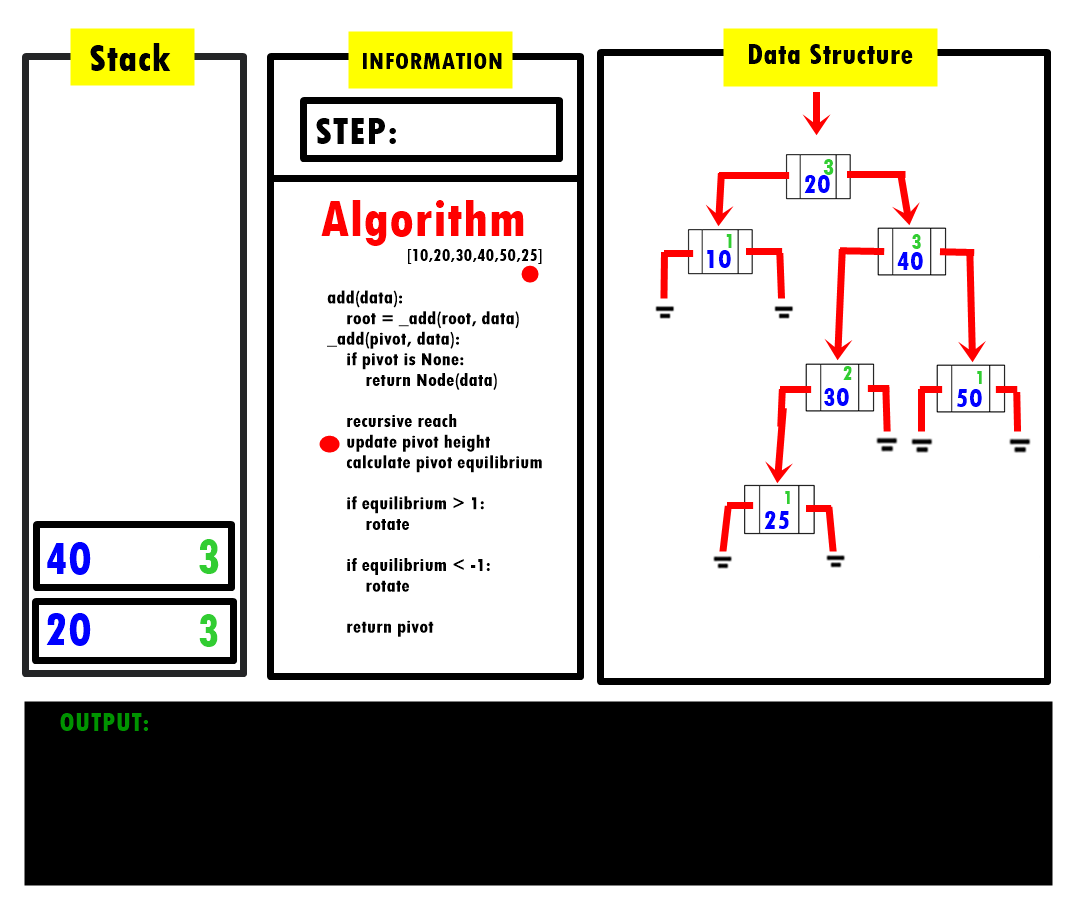 Stack
40 3
20 3
INFORMATION
STEP:
Algorithm
[10,20,30,40,50,25]
add(data):
root = _add(root, data)
_add(pivot, data):
if pivot is None:
return Node(data)
recursive reach
update pivot height
calculate pivot equilibrium
if equilibrium > 1:
rotate
if equilibrium < -1:
rotate
return pivot
Data Structure
3
20
1
10
3
40
2
30
1
50
1
25
OUTPUT: